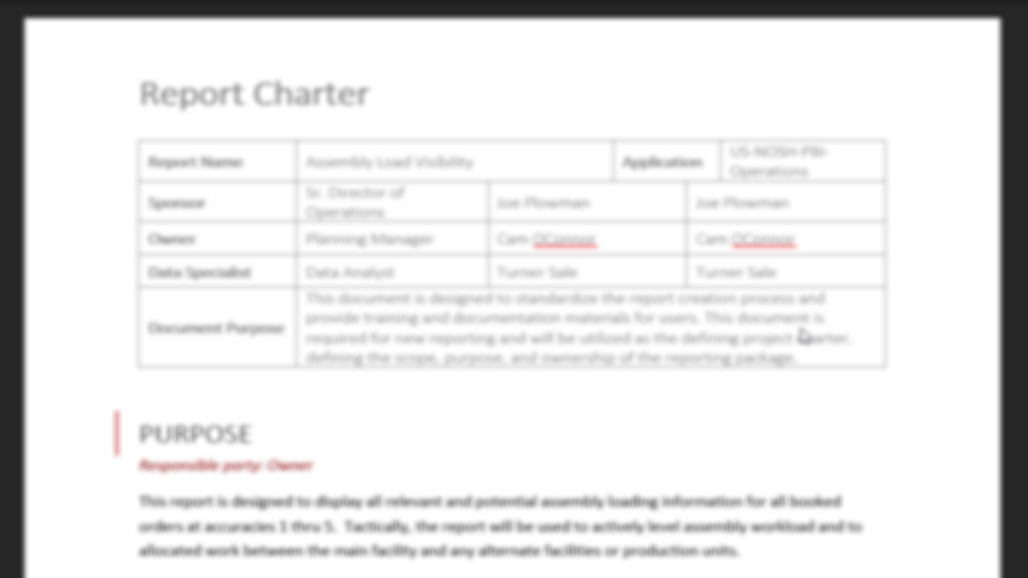 Report Charter
Report Name Assembly Load Visibility Application US-NOSH-PBI-
Operations
Sponsor Sr. Director of
Operations Joe Plowman Joe Plowman
Owner Planning Manager Cam OConnor Cam OConnor
Data Specialist Data Analyst Turner Sale Turner Sale
Document Purpose This document is designed to standardize the report creation process and
provide training and documentation materials for users. This document is
required for new reporting and will be utilized as the defining project charter,
defining the scope, purpose, and ownership of the reporting package.
PURPOSE
Responsible party: Owner
This report is designed to display all relevant and potential assembly loading information for all booked
orders at accuracies 1 thru 5. Tactically, the report will be used to actively level assembly workload and to
allocated work between the main facility and any alternate facilities or production units.